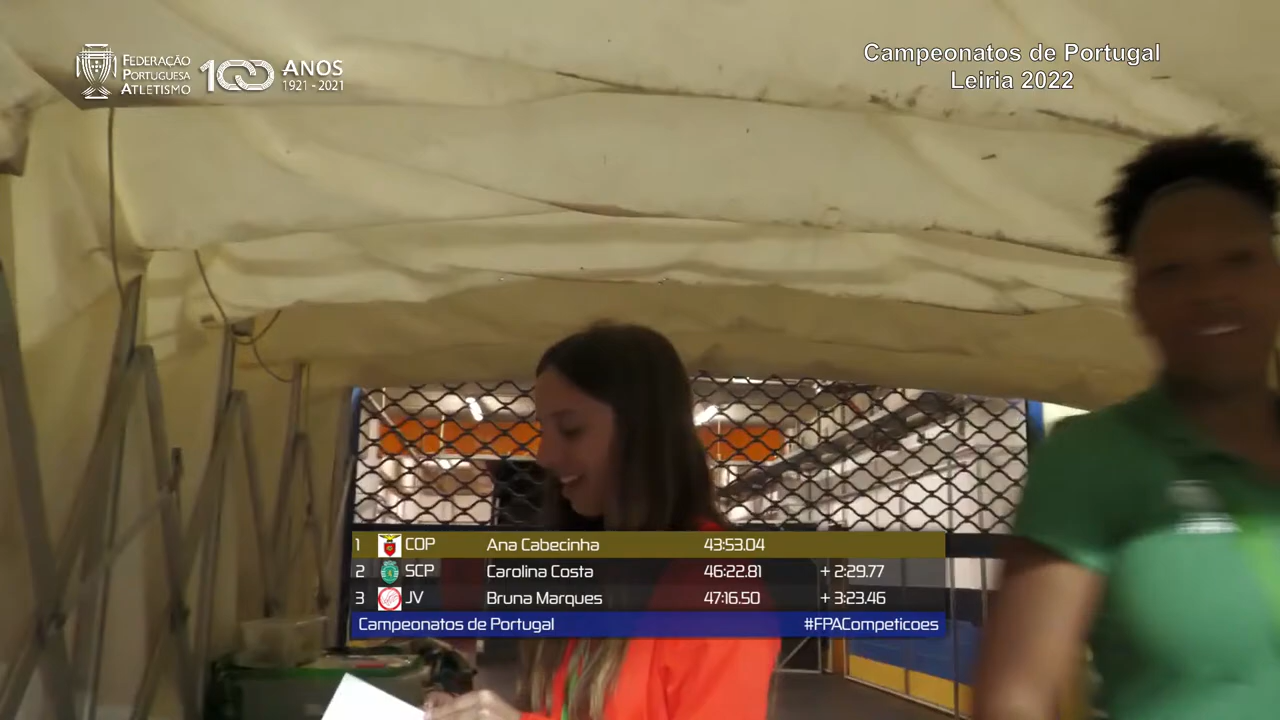 FEDERAÇÃO
PORTUGUESA
ATLETISMO
100 ANOS
1921 - 2021
Campeonatos de Portugal
Leiria 2022
1 COP Ana Cabecinha 43:53.04
2 SCP Carolina Costa 46:22.81 + 2:29.77
3 JV Bruna Marques 47:16.50 + 3:23.46
Campeonatos de Portugal #FPACompeticoes